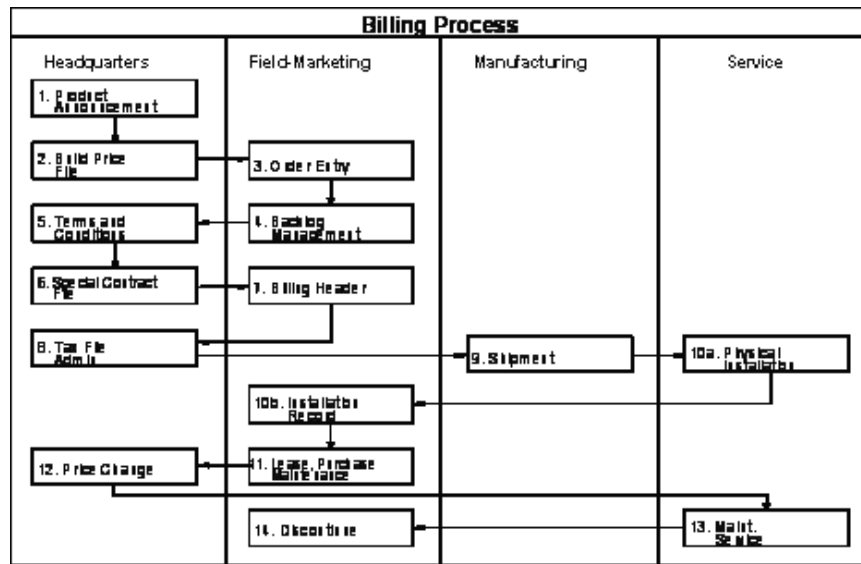 Billing Process
Headquarters
Field-Marketing
Manufacturing
Service
1. Product
Announcement
2. Build Price
File
3. Order Entry
5. Terms and
Conditions
4. Backlog
Management
6. Special Contract
File
7. Billing Header
8. Tax File
Admin
9. Shipment
10a. Physical
Installation
10b. Installation
Record
12. Price Change
11. Lease, Purchase
Maintenance
14. Discontinue
13. Maint.
Service